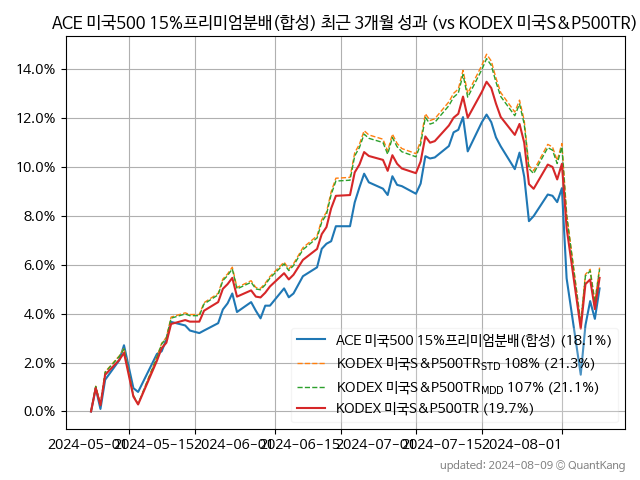 ACE 미국500 15%프리미엄분배(합성) 최근 3개월 성과 (vs KODEX 미국S&P500TR)
14.0%
12.0%
10.0%
8.0%
6.0%
4.0%
2.0%
0.0%
ACE 미국500 15%프리미엄분배(합성) (18.1%)
KODEX 미국S&P500TRSTD 108% (21.3%)
KODEX 미국S&P500TRMDD 107% (21.1%)
KODEX 미국S&P500TR (19.7%)
2024-05-01 2024-05-15 2024-06-01 2024-06-15 2024-07-01 2024-07-15 2024-08-01
updated: 2024-08-09 © QuantKang